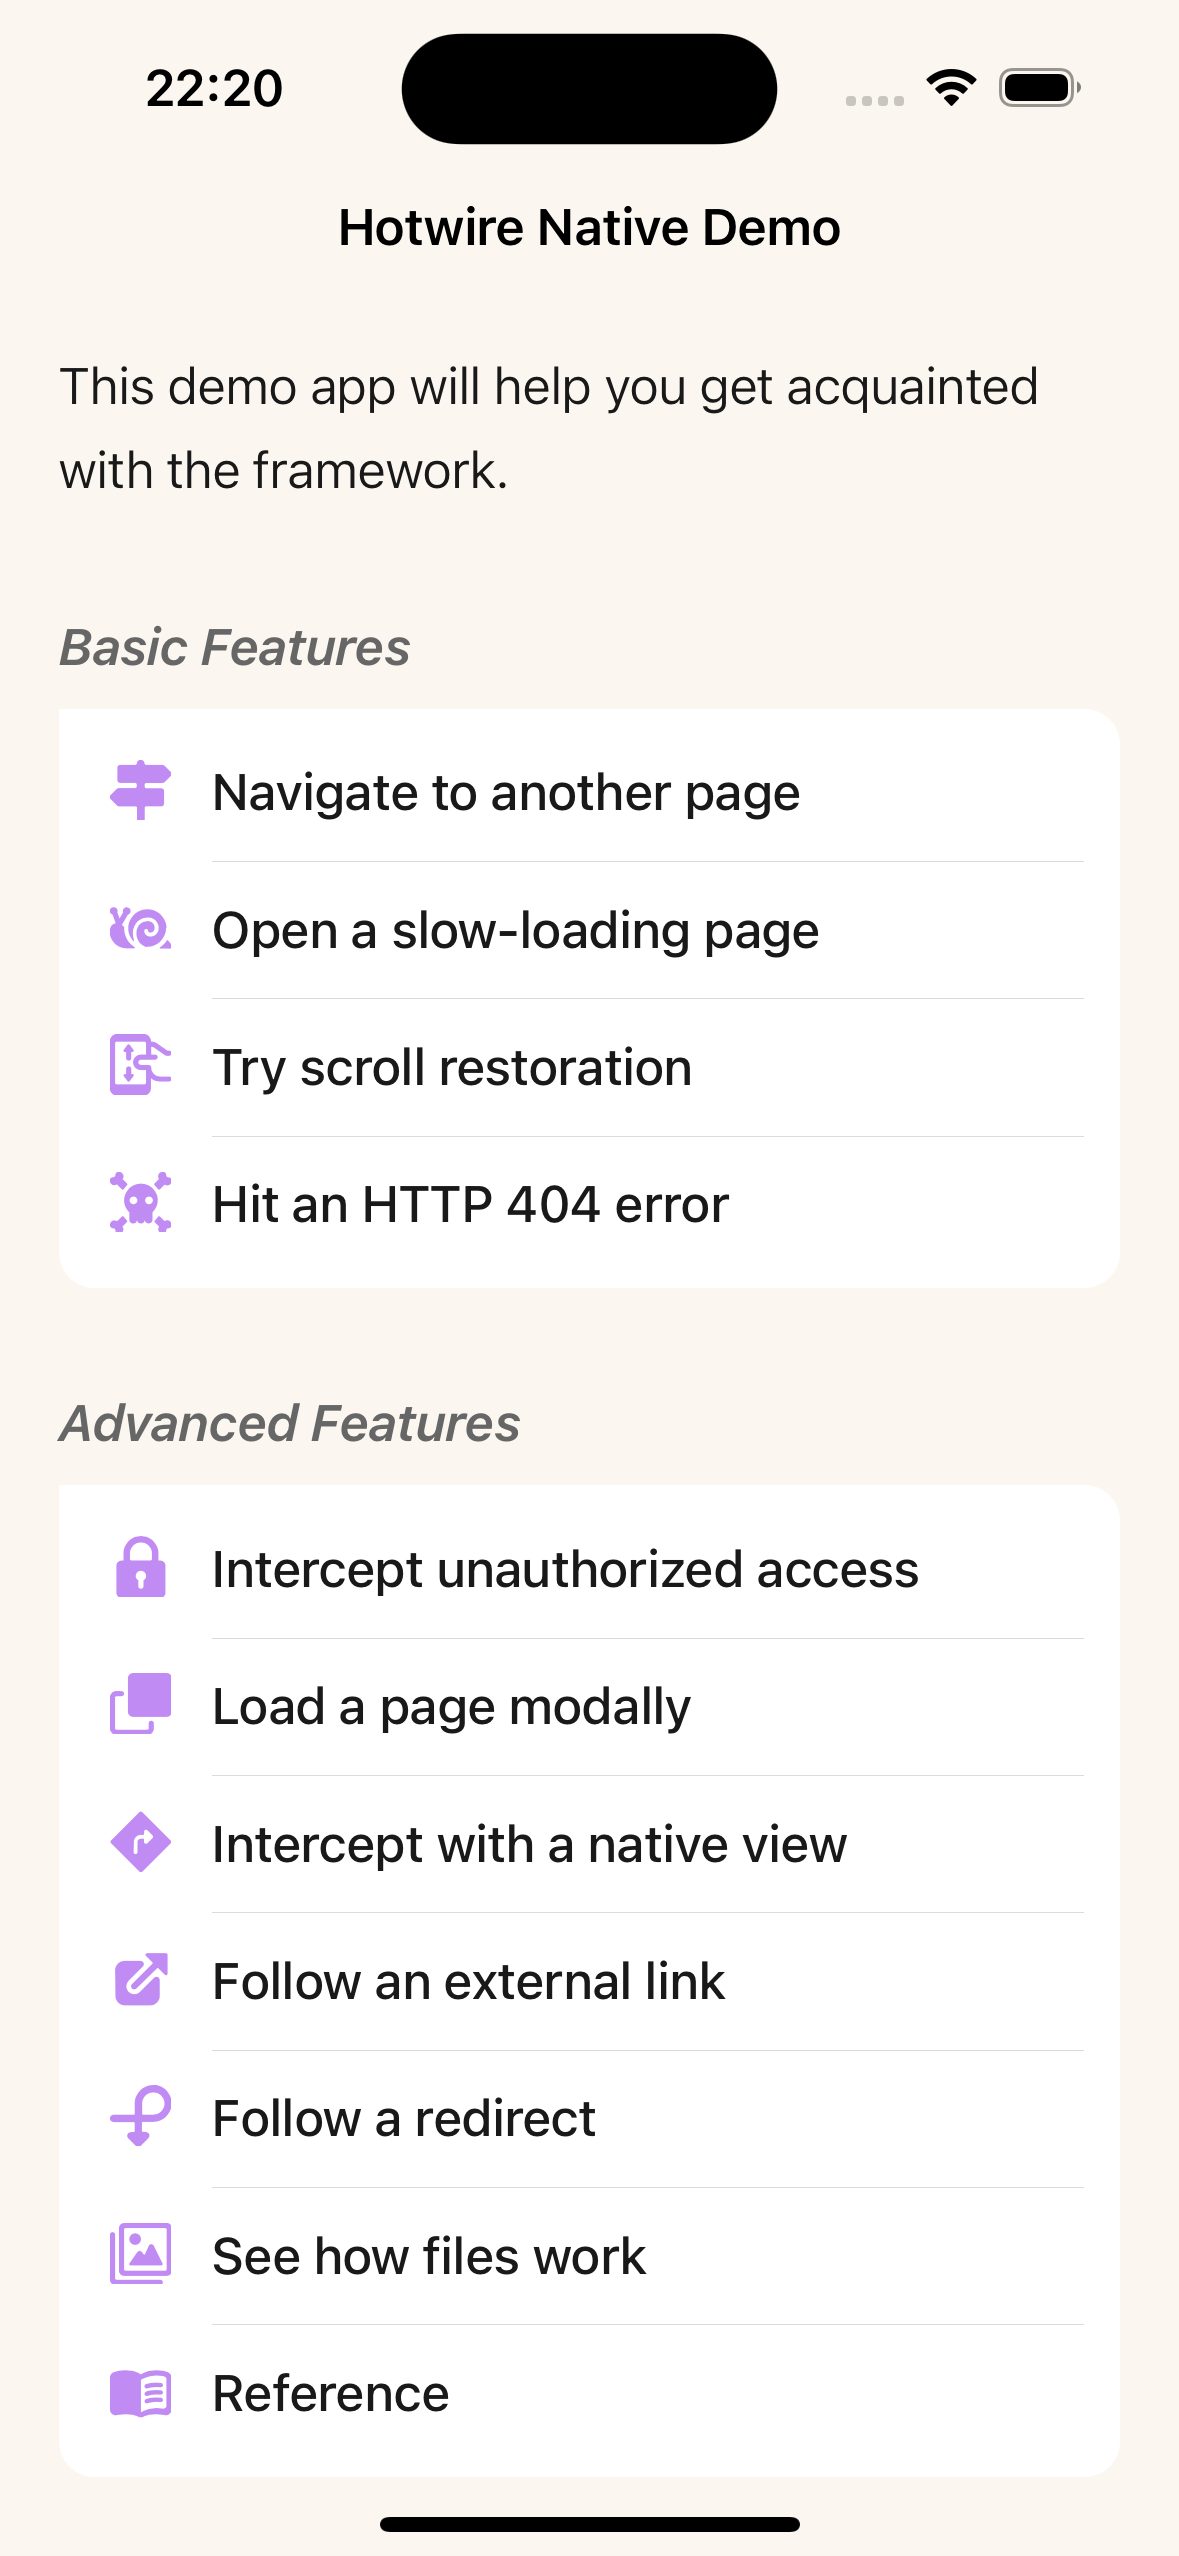 22:20
Hotwire Native Demo
This demo app will help you get acquainted
with the framework.
Basic Features
Navigate to another page
Open a slow-loading page
Try scroll restoration
Hit an HTTP 404 error
Advanced Features
Intercept unauthorized access
Load a page modally
Intercept with a native view
Follow an external link
Follow a redirect
See how files work
Reference